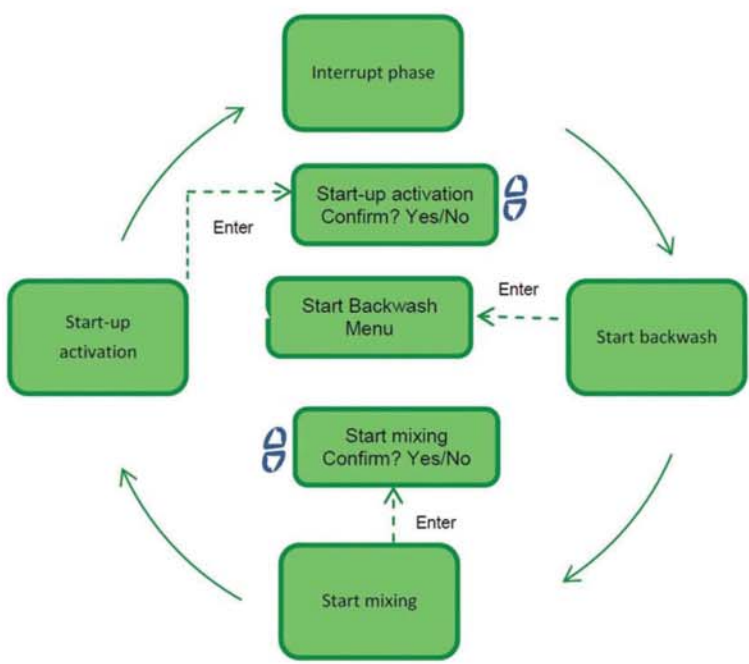 Interrupt phase
Start-up activation
Confirm? Yes/No
Enter
Start Backwash
Menu
Enter
Start-up
activation
Start backwash
Start mixing
Confirm? Yes/No
Enter
Start mixing